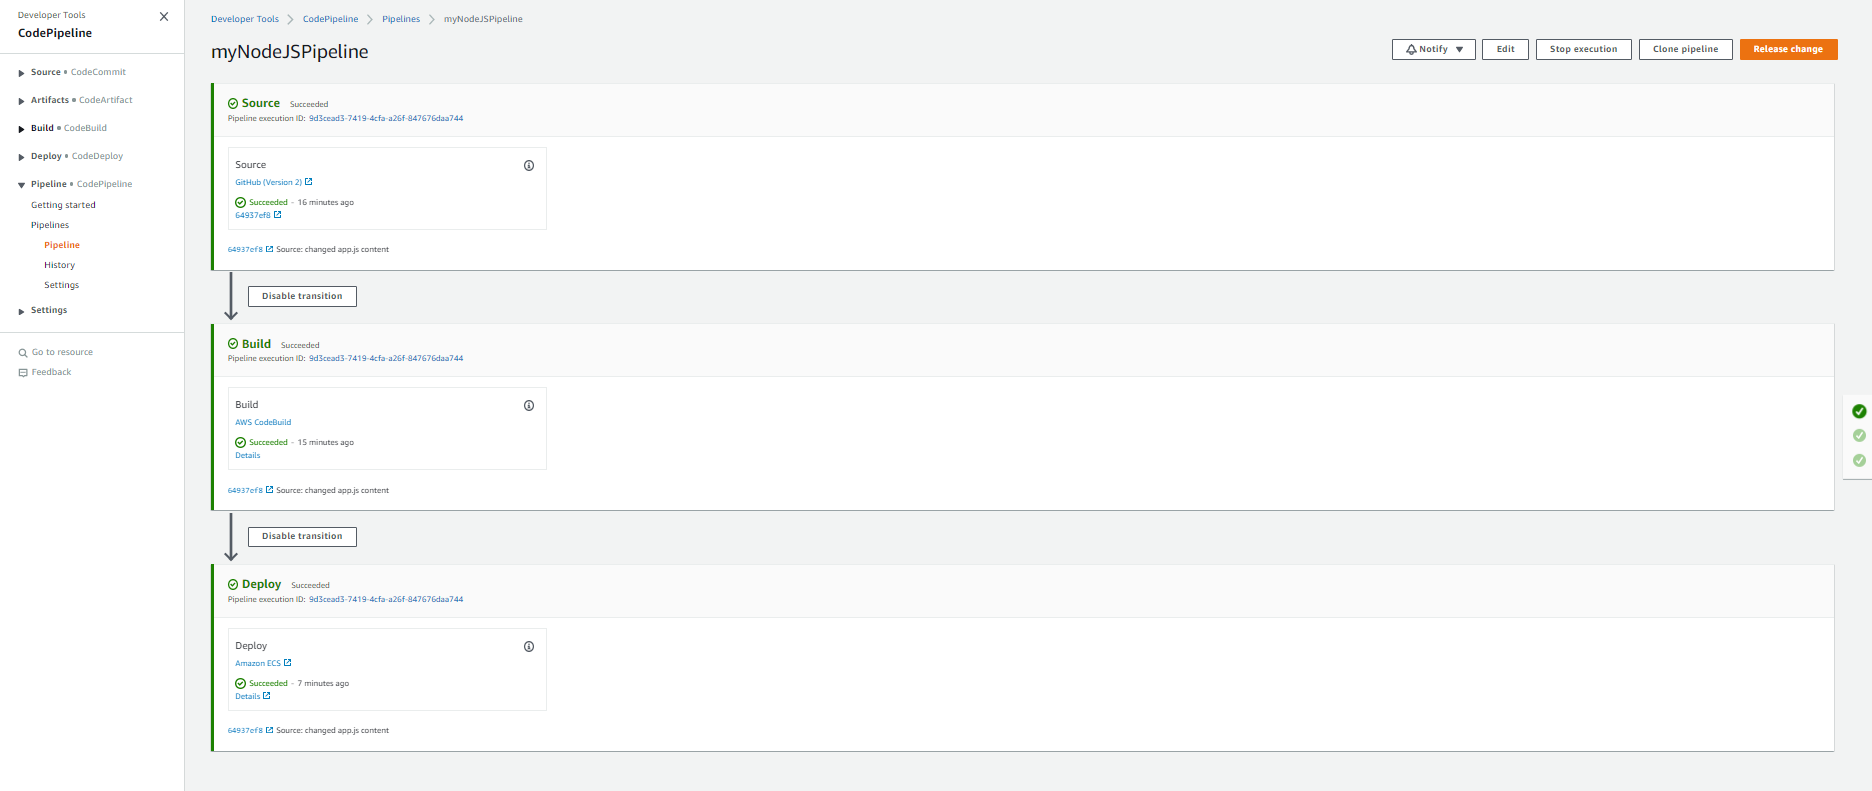 Developer Tools
CodePipeline
Source • CodeCommit
Artifacts • CodeArtifact
Build • CodeBuild
Deploy • CodeDeploy
Pipeline • CodePipeline
Getting started
Pipelines
Pipeline
History
Settings
Settings
Go to resource
Feedback
Developer Tools > CodePipeline > Pipelines > myNodeJSPipeline
myNodeJSPipeline
Notify Edit Stop execution Clone pipeline Release change
Source Succeeded
Pipeline execution ID: 9d3cead3-7419-4cfa-a26f-847676daa744
Source
GitHub (Version 2)
Succeeded - 16 minutes ago
64937ef8
64937ef8 Source: changed app.js content
Disable transition
Build Succeeded
Pipeline execution ID: 9d3cead3-7419-4cfa-a26f-847676daa744
Build
AWS CodeBuild
Succeeded - 15 minutes ago
Details
64937ef8 Source: changed app.js content
Disable transition
Deploy Succeeded
Pipeline execution ID: 9d3cead3-7419-4cfa-a26f-847676daa744
Deploy
Amazon ECS
Succeeded - 7 minutes ago
Details
64937ef8 Source: changed app.js content